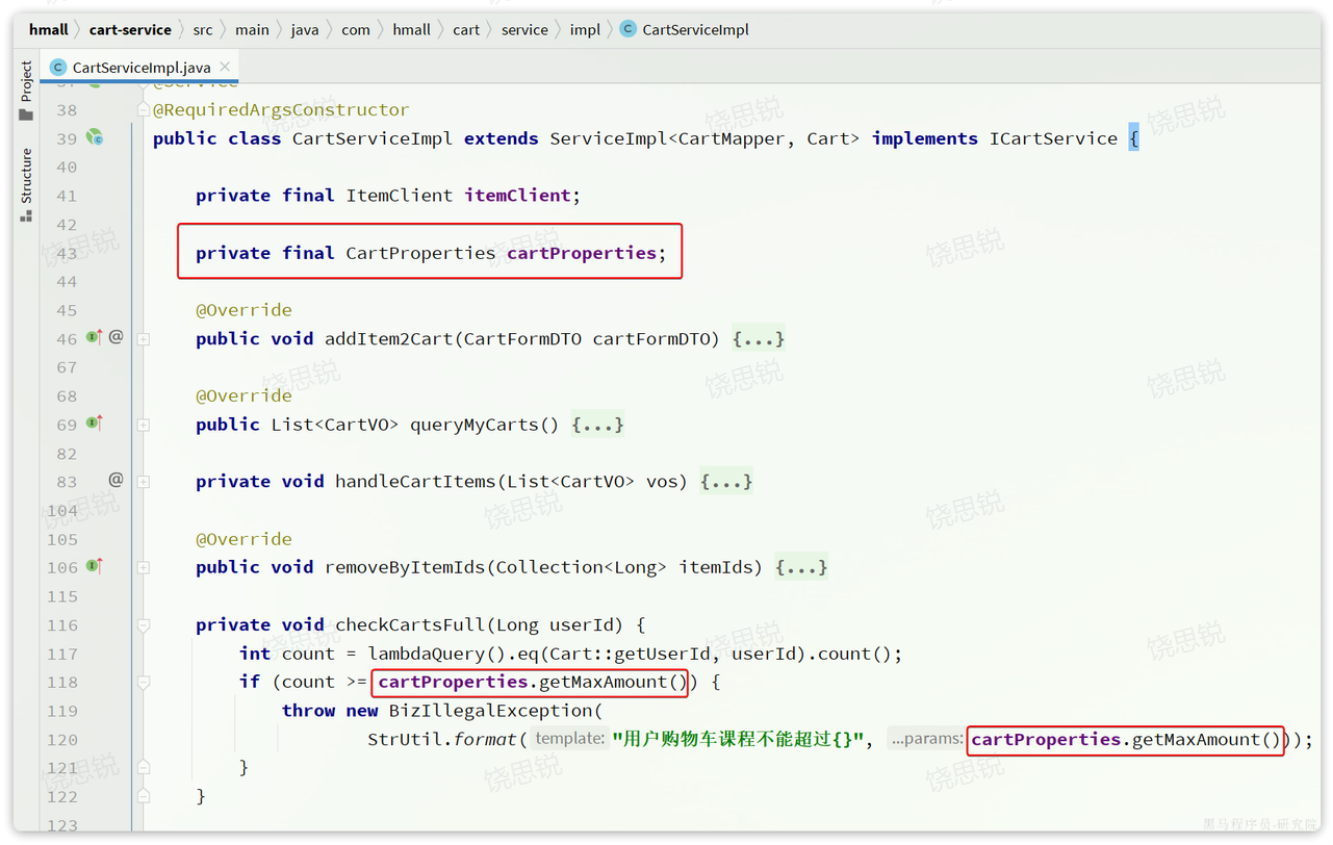 hmall 〉 cart-service 〉 src 〉 main 〉 java 〉 com 〉 hmall 〉 cart 〉 service 〉 impl 〉 CartServiceImpl
Project
Structure
CartServiceImpl.java ×
37 @Service
38 @RequiredArgsConstructor
39 public class CartServiceImpl extends ServiceImpl<CartMapper, Cart> implements ICartService {
40
41 private final ItemClient itemClient;
42
43 private final CartProperties cartProperties;
44
45 @Override
46 @ public void addItem2Cart(CartFormDTO cartFormDTO) {...}
67
68 @Override
69 public List<CartVO> queryMyCarts() {...}
82
83 @ private void handleCartItems(List<CartVO> vos) {...}
104
105 @Override
106 public void removeByItemIds(Collection<Long> itemIds) {...}
115
116 private void checkCartsFull(Long userId) {
117 int count = lambdaQuery().eq(Cart::getUserId, userId).count();
118 if (count >= cartProperties.getMaxAmount()) {
119 throw new BizIllegalException(
120 StrUtil.format( template: "用户购物车课程不能超过{}", ...params: cartProperties.getMaxAmount()));
121 }
122 }
123
饶思锐
黑马程序员-研究院